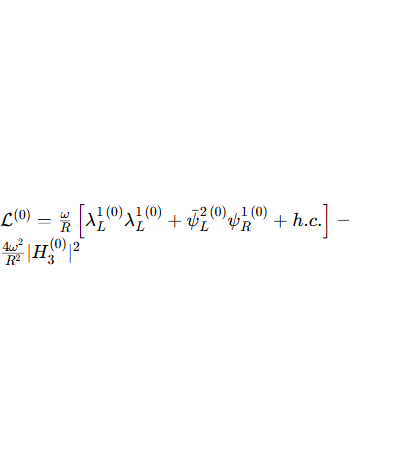 $\mathcal{L}^{(0)} = \frac{\omega}{R} \left[ \lambda_L^{1\,(0)} \lambda_L^{1\,(0)} + \bar{\psi}_L^{2\,(0)} \psi_R^{1\,(0)} + h.c. \right] -$
$\frac{4\omega^2}{R^2} |H_3^{(0)}|^2$